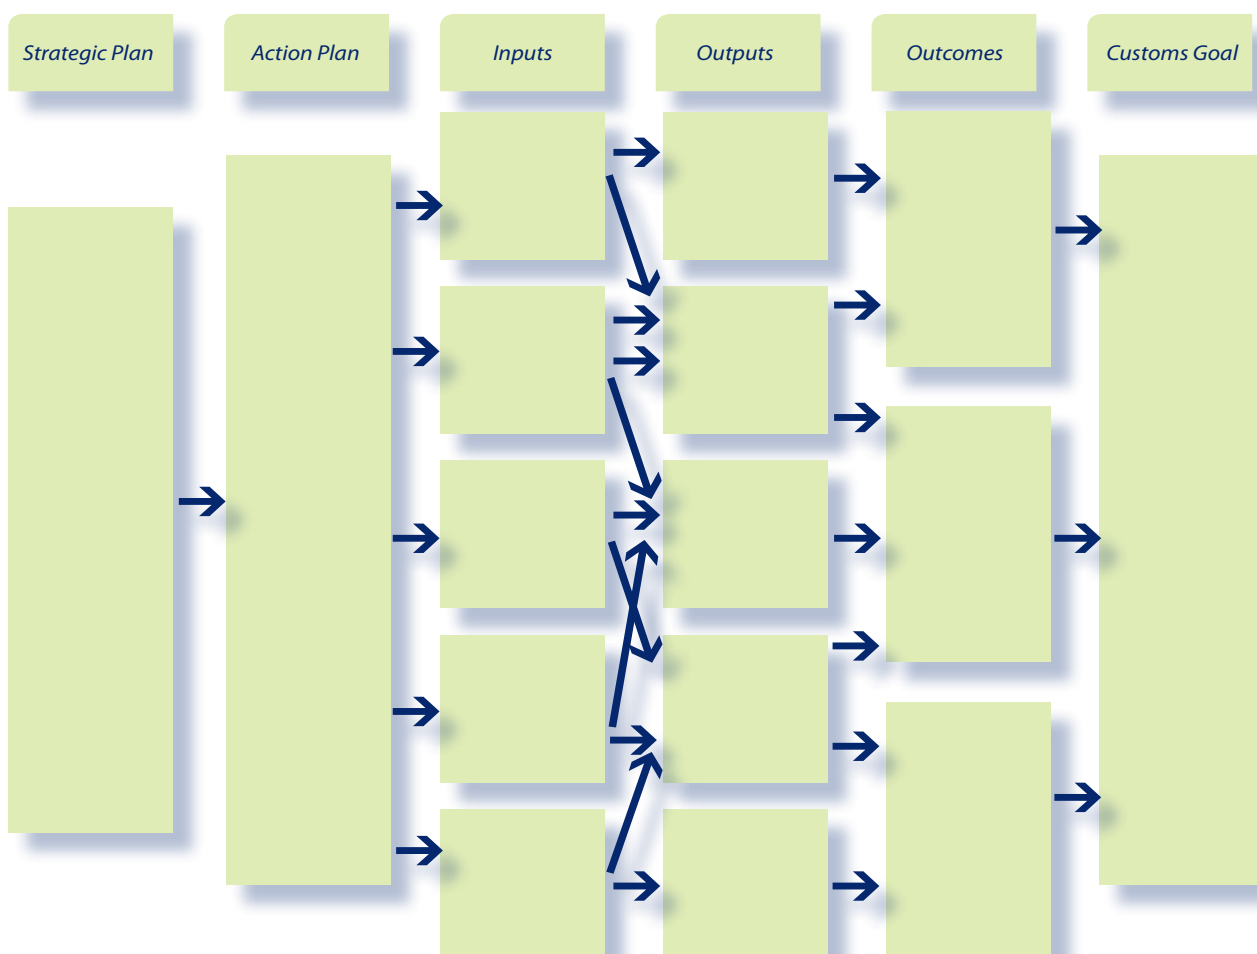 Strategic Plan
Action Plan
Inputs
Outputs
Outcomes
Customs Goal